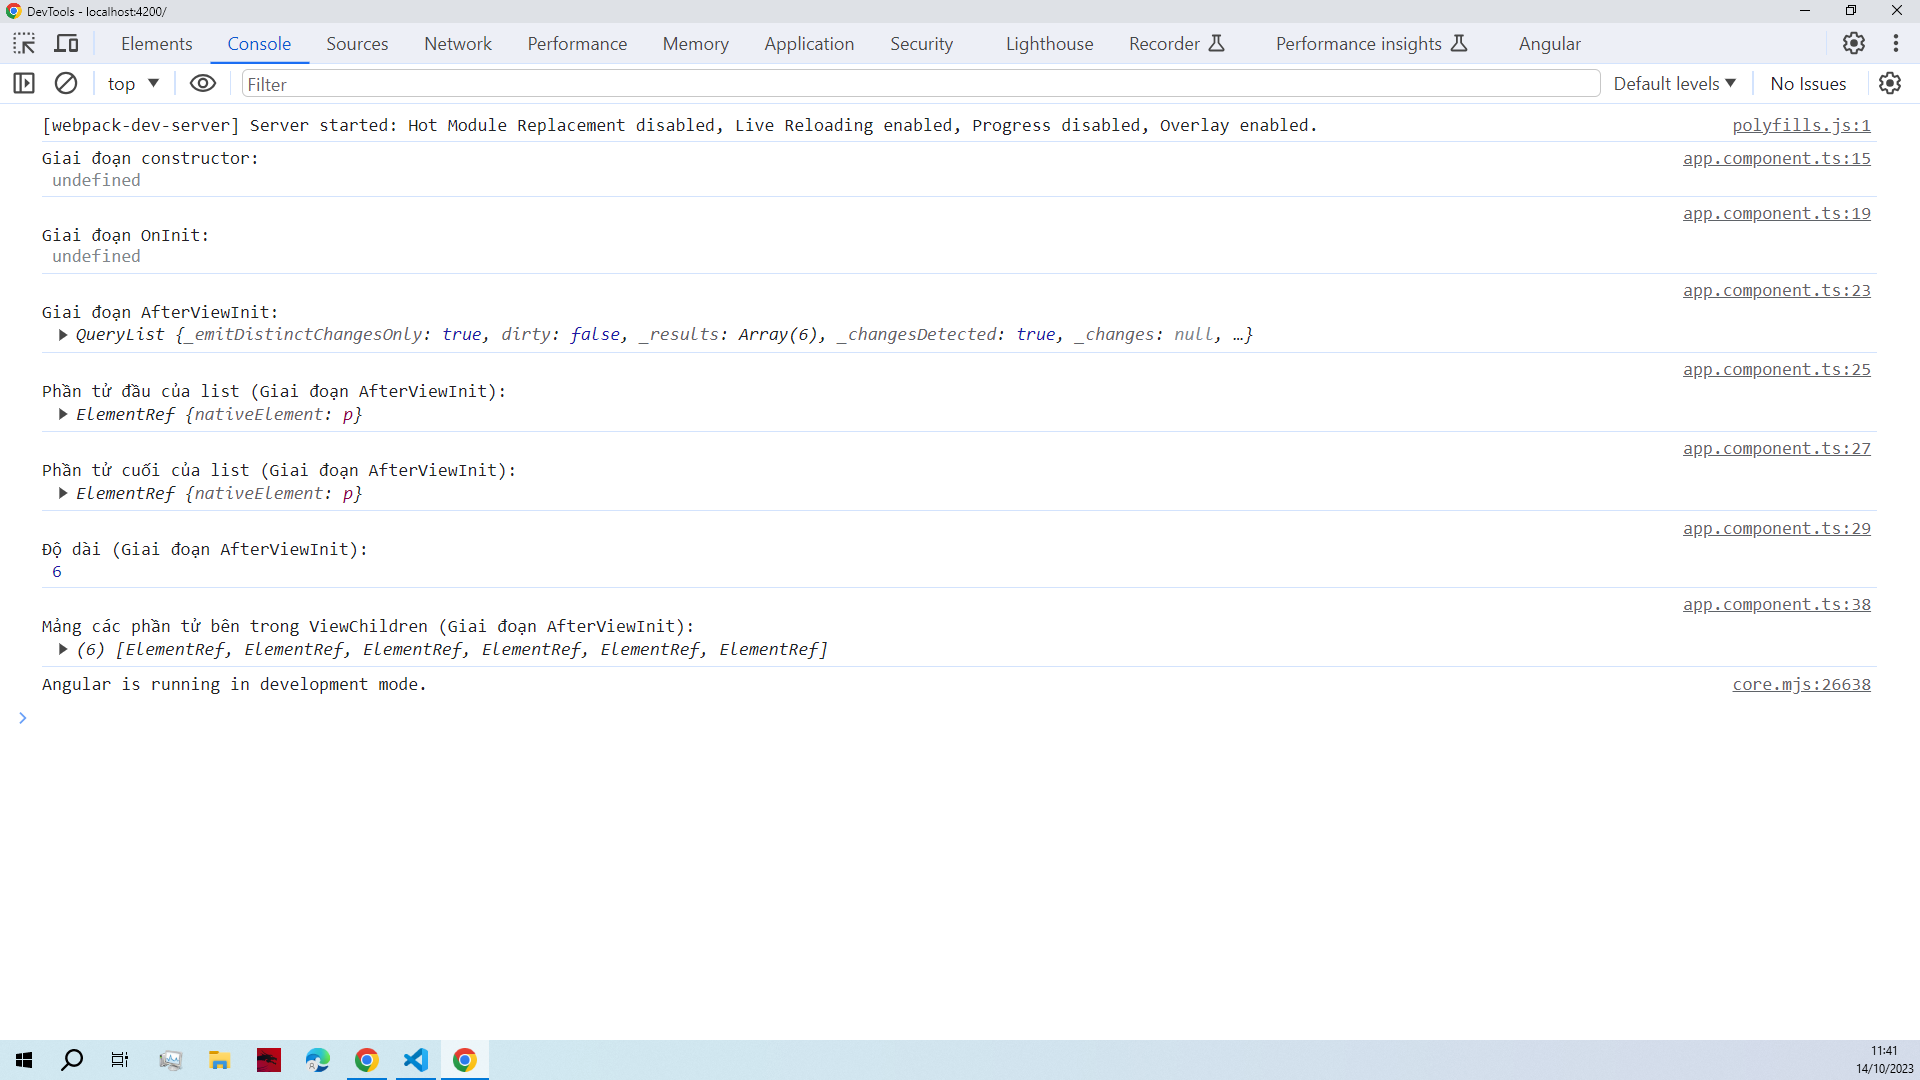 DevTools - localhost:4200/
Elements Console Sources Network Performance Memory Application Security Lighthouse Recorder Performance insights Angular
top Filter Default levels No Issues
[webpack-dev-server] Server started: Hot Module Replacement disabled, Live Reloading enabled, Progress disabled, Overlay enabled. polyfills.js:1
Giai đoạn constructor: app.component.ts:15
undefined
app.component.ts:19
Giai đoạn OnInit:
undefined
app.component.ts:23
Giai đoạn AfterViewInit:
QueryList {_emitDistinctChangesOnly: true, dirty: false, _results: Array(6), _changesDetected: true, _changes: null, …}
app.component.ts:25
Phần tử đầu của list (Giai đoạn AfterViewInit):
ElementRef {nativeElement: p}
app.component.ts:27
Phần tử cuối của list (Giai đoạn AfterViewInit):
ElementRef {nativeElement: p}
app.component.ts:29
Độ dài (Giai đoạn AfterViewInit):
6
app.component.ts:38
Mảng các phần tử bên trong ViewChildren (Giai đoạn AfterViewInit):
(6) [ElementRef, ElementRef, ElementRef, ElementRef, ElementRef, ElementRef]
Angular is running in development mode. core.mjs:26638
11:41
14/10/2023